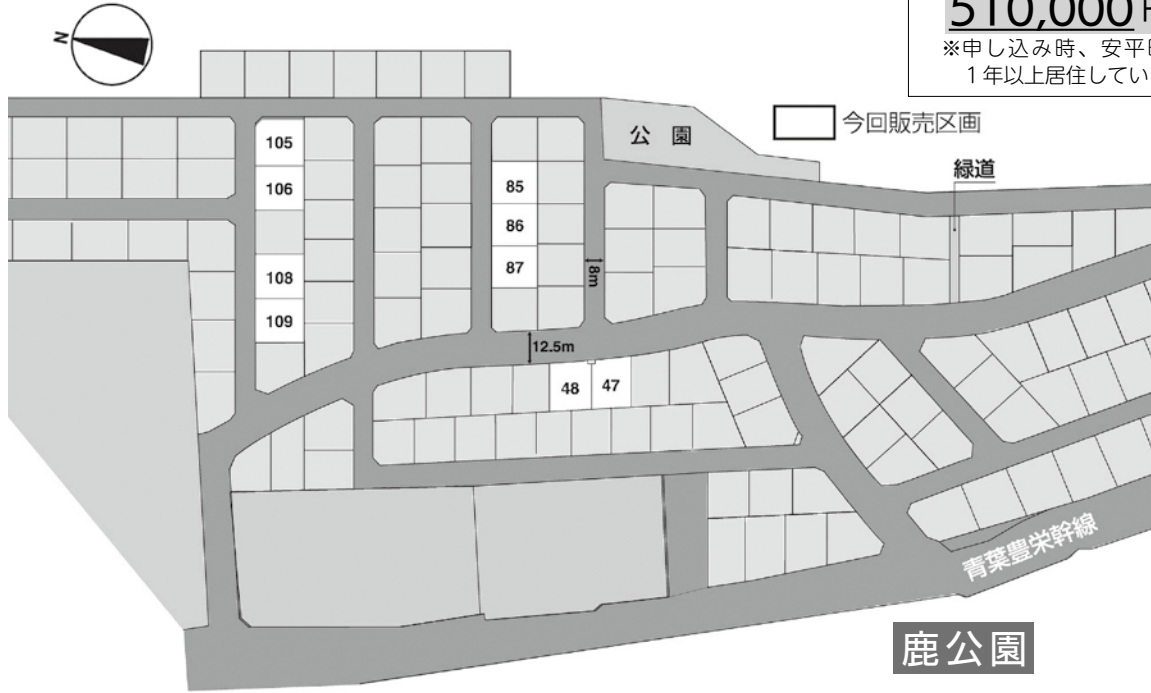 510,000
※申し込み時、安平
1年以上居住してい
N
今回販売区画
公園
緑道
105
106
108
109
85
86
87
8m
12.5m
48
47
青葉豊栄幹線
鹿公園